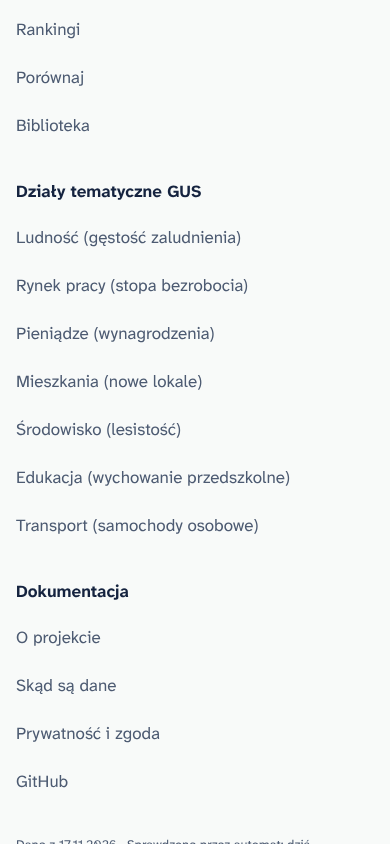 Rankingi
Porównaj
Biblioteka
Działy tematyczne GUS
Ludność (gęstość zaludnienia)
Rynek pracy (stopa bezrobocia)
Pieniądze (wynagrodzenia)
Mieszkania (nowe lokale)
Środowisko (lesistość)
Edukacja (wychowanie przedszkolne)
Transport (samochody osobowe)
Dokumentacja
O projekcie
Skąd są dane
Prywatność i zgoda
GitHub